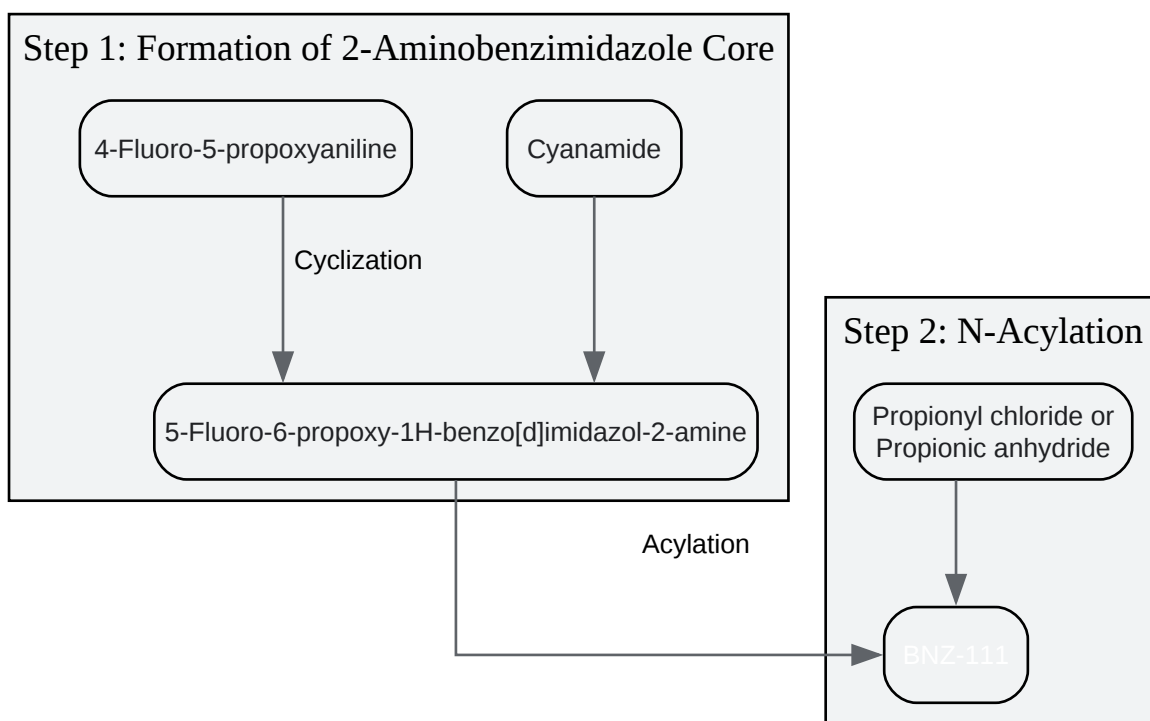 Step 1: Formation of 2-Aminobenzimidazole Core
4-Fluoro-5-propoxyaniline
Cyanamide
Cyclization
5-Fluoro-6-propoxy-1H-benzo[d]imidazol-2-amine
Step 2: N-Acylation
Propionyl chloride or
Propionic anhydride
Acylation
BNZ-111